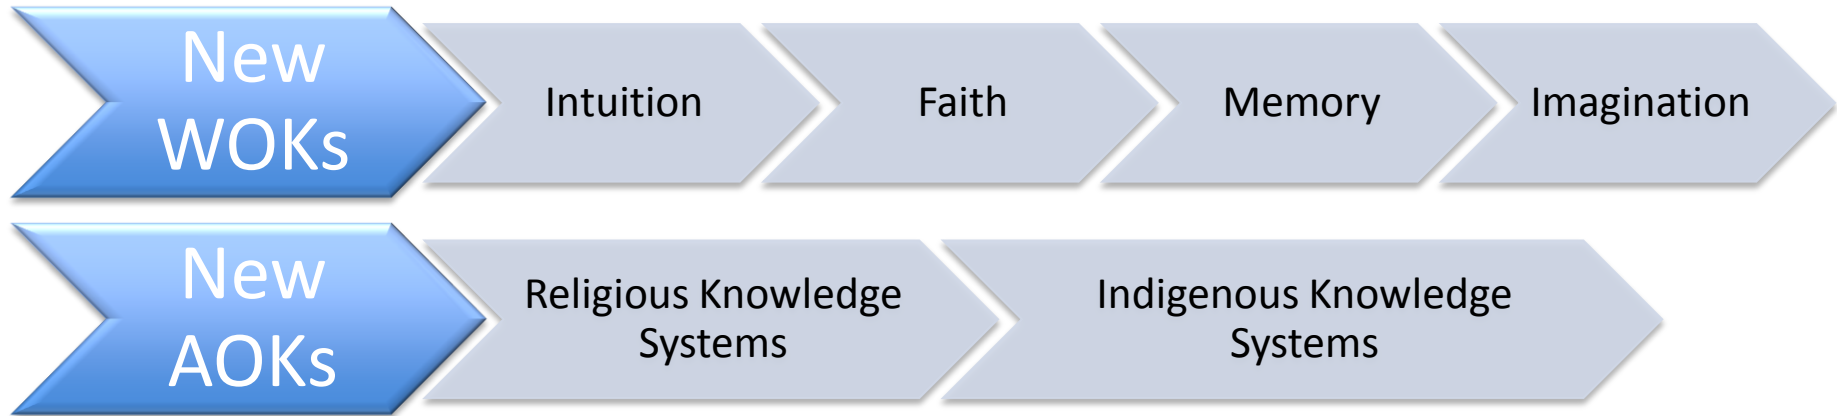 New
WOKs
Intuition
Faith
Memory
Imagination
New
AOKs
Religious Knowledge
Systems
Indigenous Knowledge
Systems